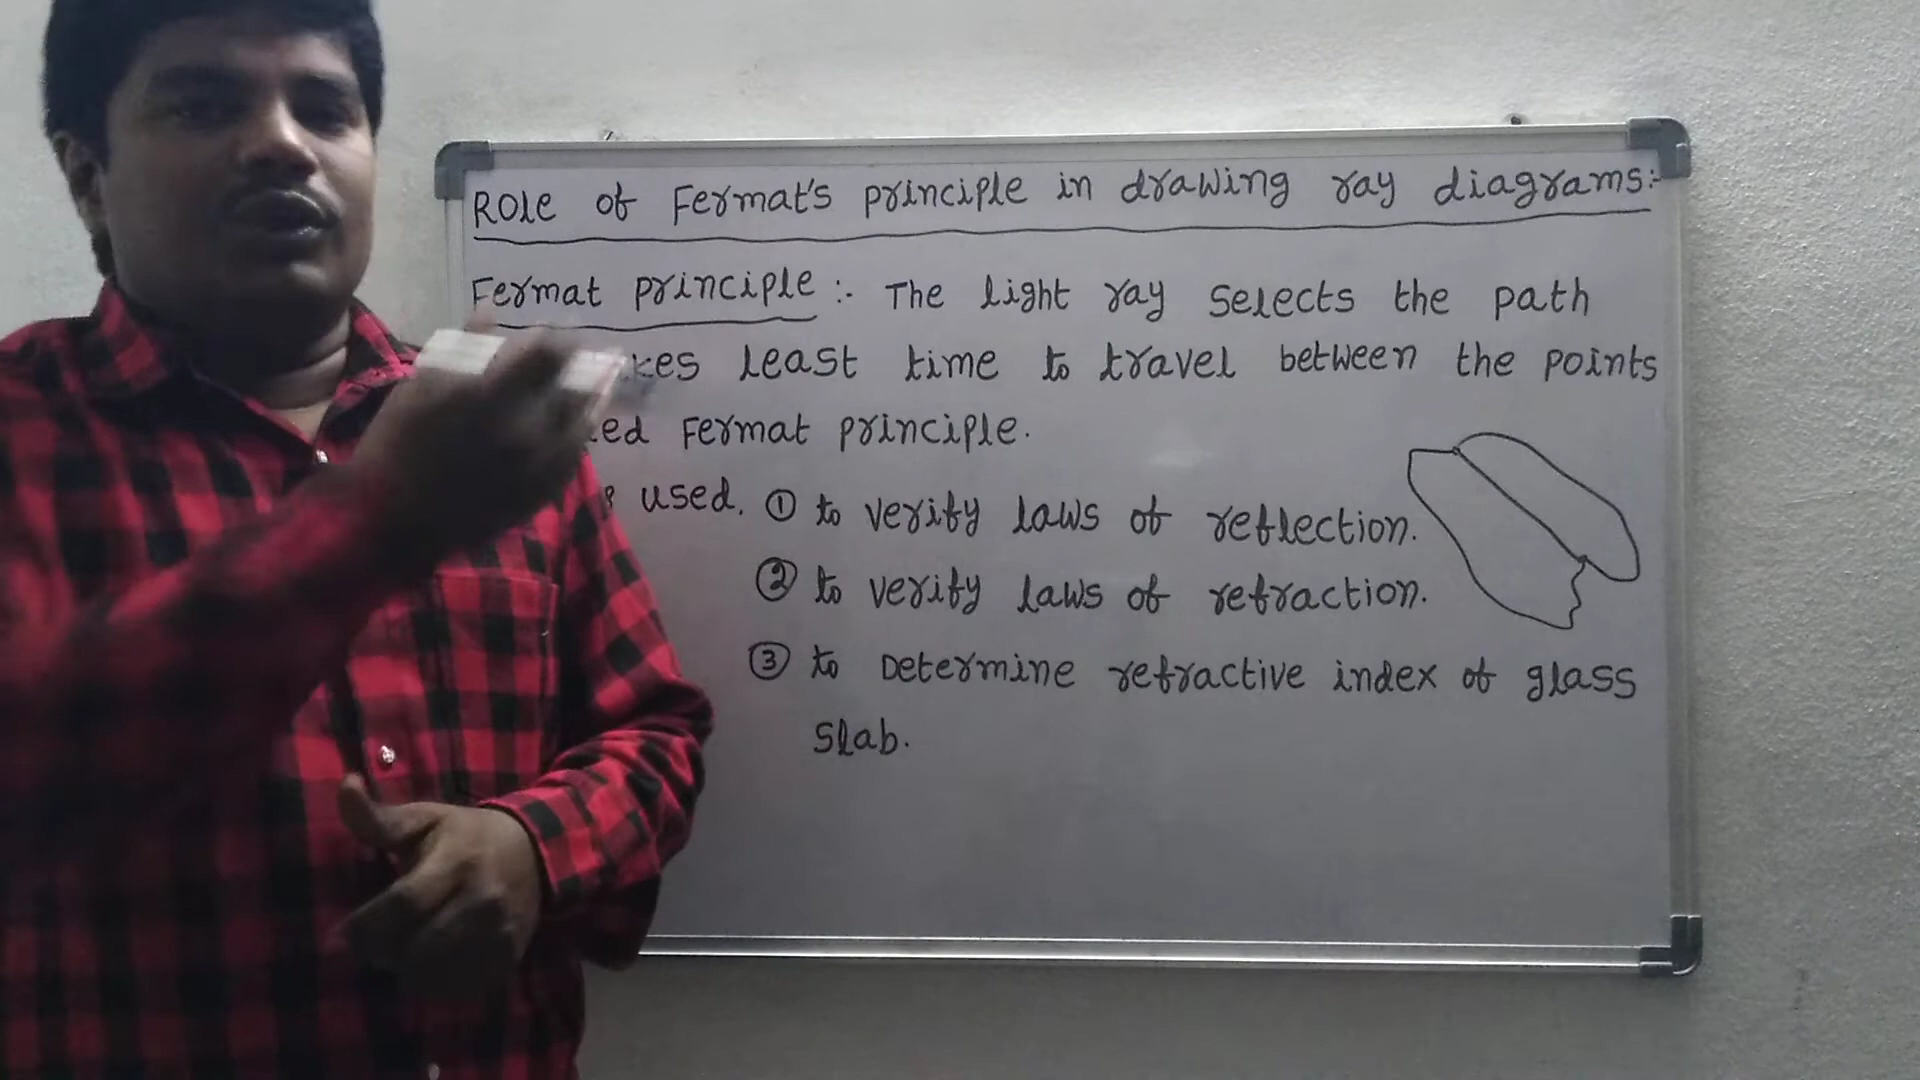 Role of Fermat's principle in drawing ray diagrams:-
Fermat principle :- The light ray selects the path
least time to travel between the points
Fermat principle.
used. ① to verify laws of reflection.
② to verify laws of refraction.
③ to Determine refractive index of glass
slab.